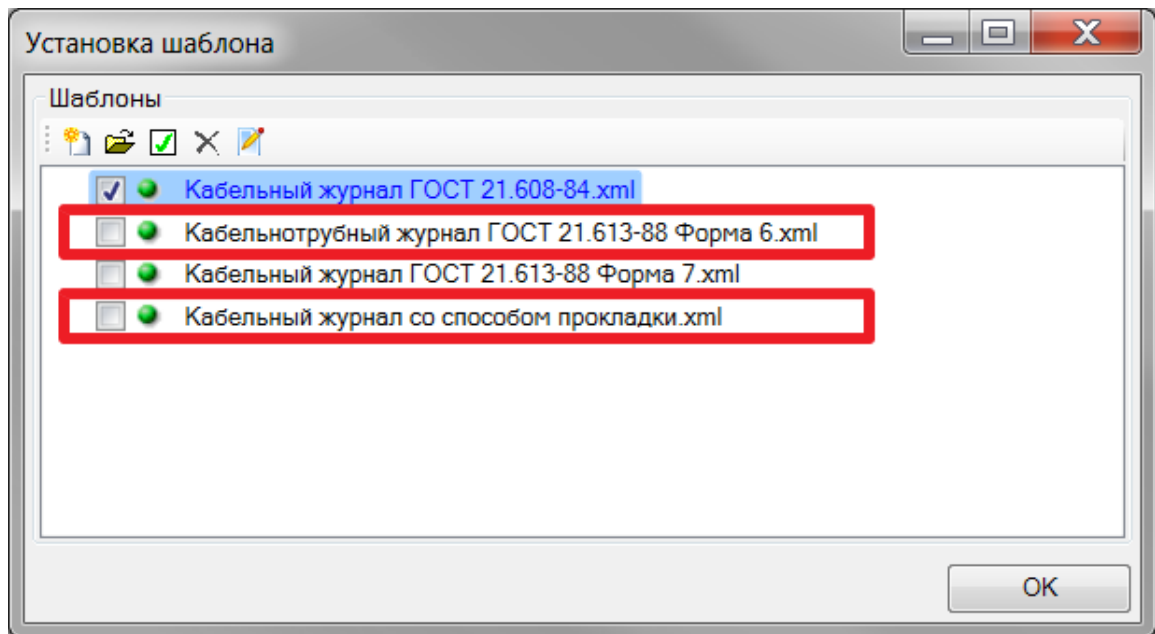 Установка шаблона
Шаблоны
Кабельный журнал ГОСТ 21.608-84.xml
Кабельнотрубный журнал ГОСТ 21.613-88 Форма 6.xml
Кабельный журнал ГОСТ 21.613-88 Форма 7.xml
Кабельный журнал со способом прокладки.xml
OK